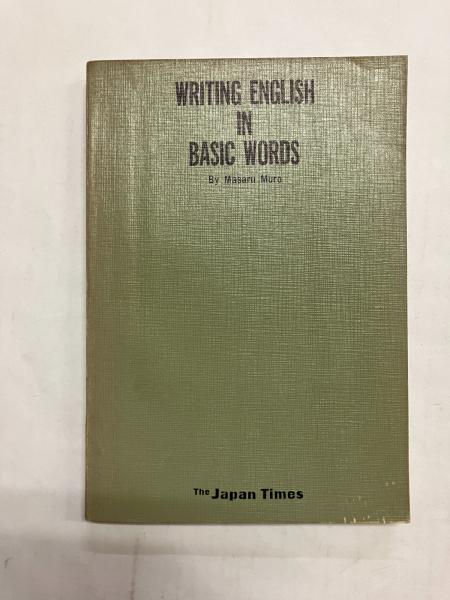 WRITING ENGLISH
IN
BASIC WORDS
By Masaru Muro
The Japan Times